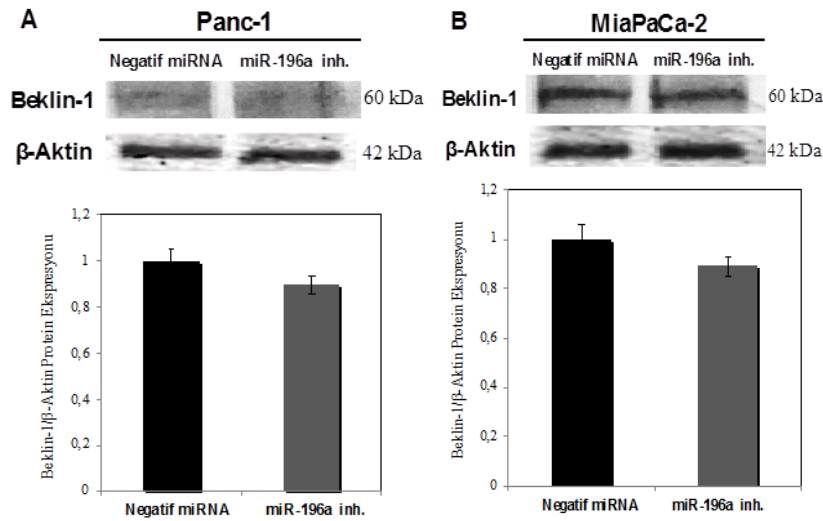 A
Panc-1
Negatif miRNA miR-196a inh.
Beklin-1 60 kDa
β-Aktin 42 kDa
Beklin-1/β-Aktin Protein Ekspresyonu
1,2
1
0,8
0,6
0,4
0,2
0
Negatif miRNA miR-196a inh.
B
MiaPaCa-2
Negatif miRNA miR-196a inh.
Beklin-1 60 kDa
β-Aktin 42 kDa
Beklin-1/β-Aktin Protein Ekspresyonu
1,2
1
0,8
0,6
0,4
0,2
0
Negatif miRNA miR-196a inh.